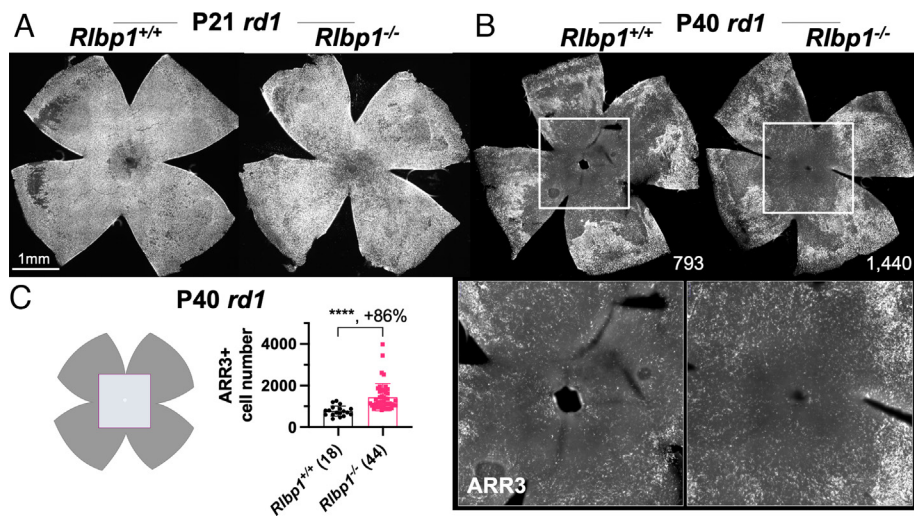 A
P21 rd1
Rlbp1+/+
Rlbp1-/-
1mm
B
P40 rd1
Rlbp1+/+
Rlbp1-/-
793
1,440
ARR3
C
P40 rd1
****, +86%
ARR3+
cell number
4000
2000
0
Rlbp1+/+ (18)
Rlbp1-/- (44)